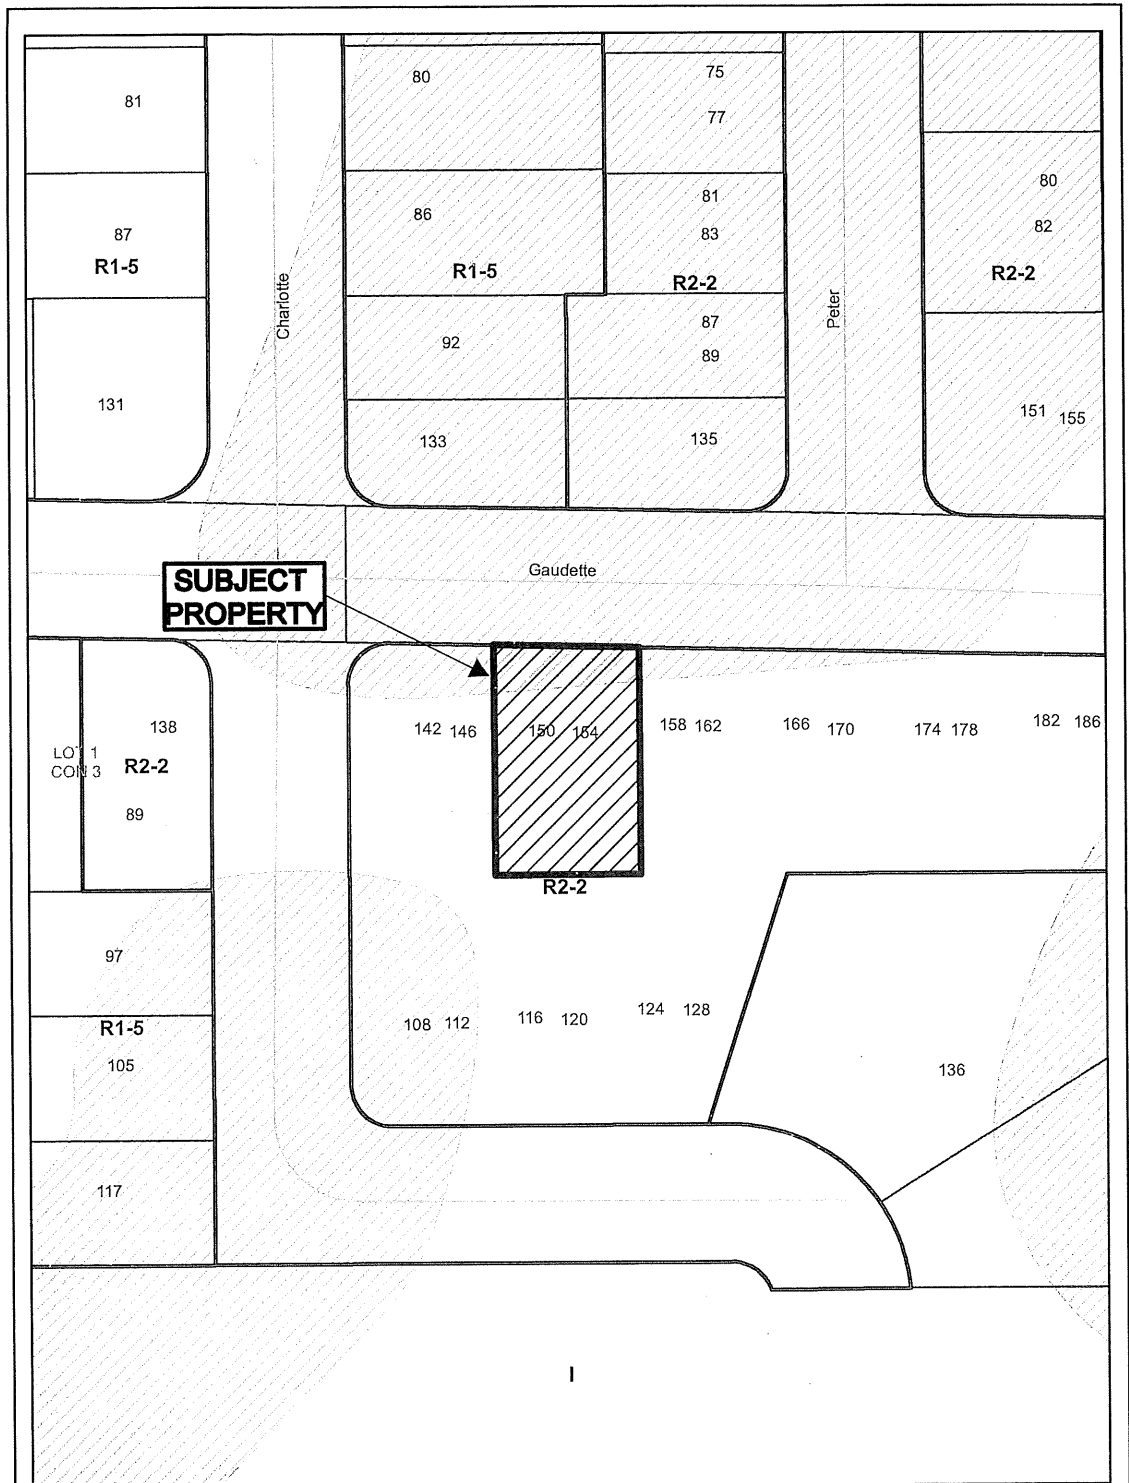 81
80
75
77
87
R1-5
86
R1-5
81
83
R2-2
80
82
R2-2
Charlotte
Peter
131
92
87
89
133
135
151 155
Gaudette
SUBJECT
PROPERTY
138
LOT 1
CON 3
R2-2
89
142 146
150 154
158 162
166 170
174 178
182 186
R2-2
97
R1-5
105
108 112
116 120
124 128
136
117
I